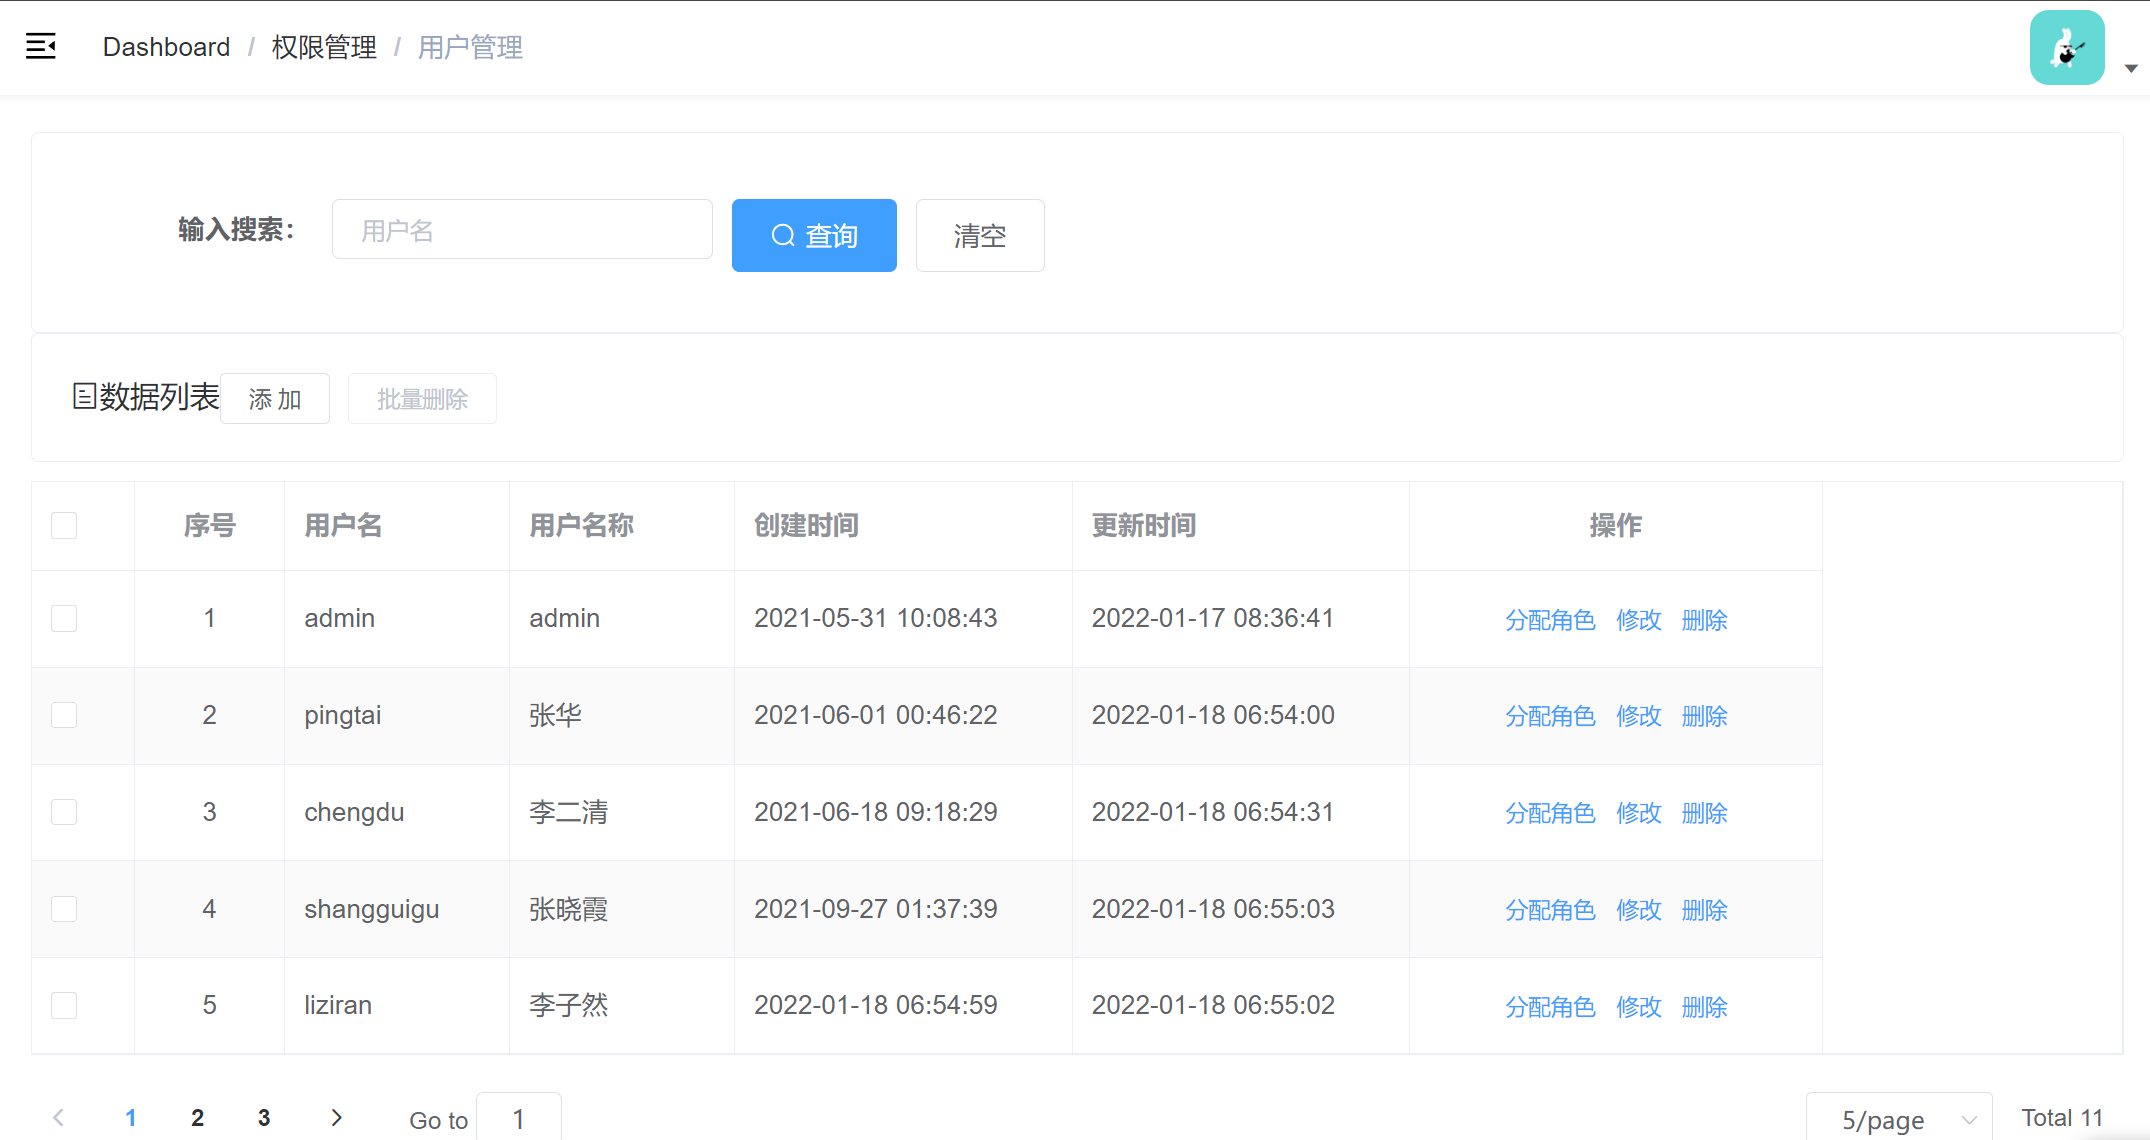 Dashboard / 权限管理 / 用户管理
输入搜索： 用户名 查询 清空
数据列表 添 加 批量删除
序号 用户名 用户名称 创建时间 更新时间 操作
1 admin admin 2021-05-31 10:08:43 2022-01-17 08:36:41 分配角色 修改 删除
2 pingtai 张华 2021-06-01 00:46:22 2022-01-18 06:54:00 分配角色 修改 删除
3 chengdu 李二清 2021-06-18 09:18:29 2022-01-18 06:54:31 分配角色 修改 删除
4 shangguigu 张晓霞 2021-09-27 01:37:39 2022-01-18 06:55:03 分配角色 修改 删除
5 liziran 李子然 2022-01-18 06:54:59 2022-01-18 06:55:02 分配角色 修改 删除
1 2 3 Go to 1 5/page Total 11